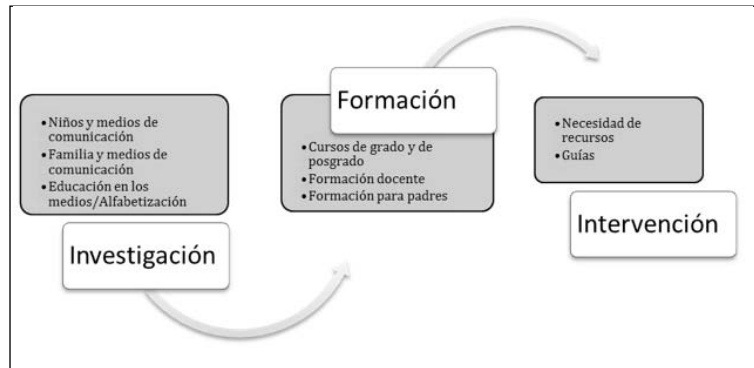 •Niños y medios de
comunicación
•Familia y medios de
comunicación
•Educación en los
medios/Alfabetización
Investigación
Formación
•Cursos de grado y de
posgrado
•Formación docente
•Formación para padres
•Necesidad de
recursos
•Guías
Intervención